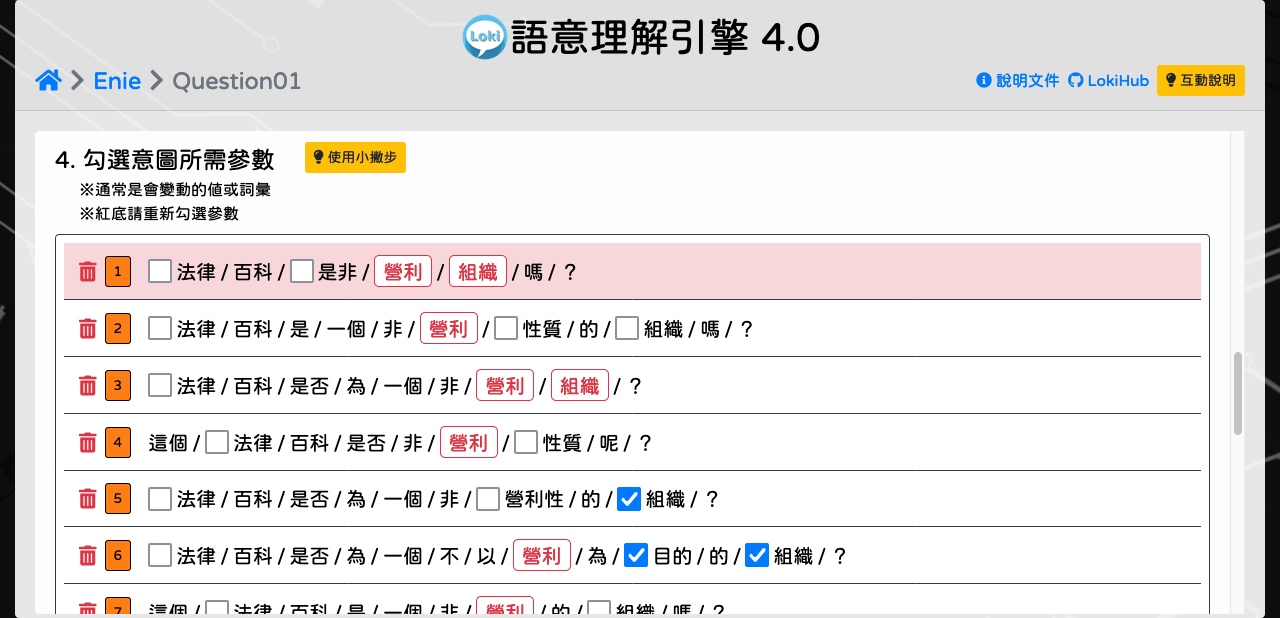 Loki 語意理解引擎 4.0
Enie Question01 說明文件 LokiHub 互動說明
4. 勾選意圖所需參數 使用小撇步
※通常是會變動的值或詞彙
※紅底請重新勾選參數
1 法律 / 百科 / 是非 / 營利 / 組織 / 嗎 / ？
2 法律 / 百科 / 是 / 一個 / 非 / 營利 / 性質 / 的 / 組織 / 嗎 / ？
3 法律 / 百科 / 是否 / 為 / 一個 / 非 / 營利 / 組織 / ？
4 這個 / 法律 / 百科 / 是否 / 非 / 營利 / 性質 / 呢 / ？
5 法律 / 百科 / 是否 / 為 / 一個 / 非 / 營利性 / 的 / 組織 / ？
6 法律 / 百科 / 是否 / 為 / 一個 / 不 / 以 / 營利 / 為 / 目的 / 的 / 組織 / ？
7 這個 / 法律 / 百科 / 是 / 一個 / 非 / 營利 / 的 / 組織 / 嗎 / ？